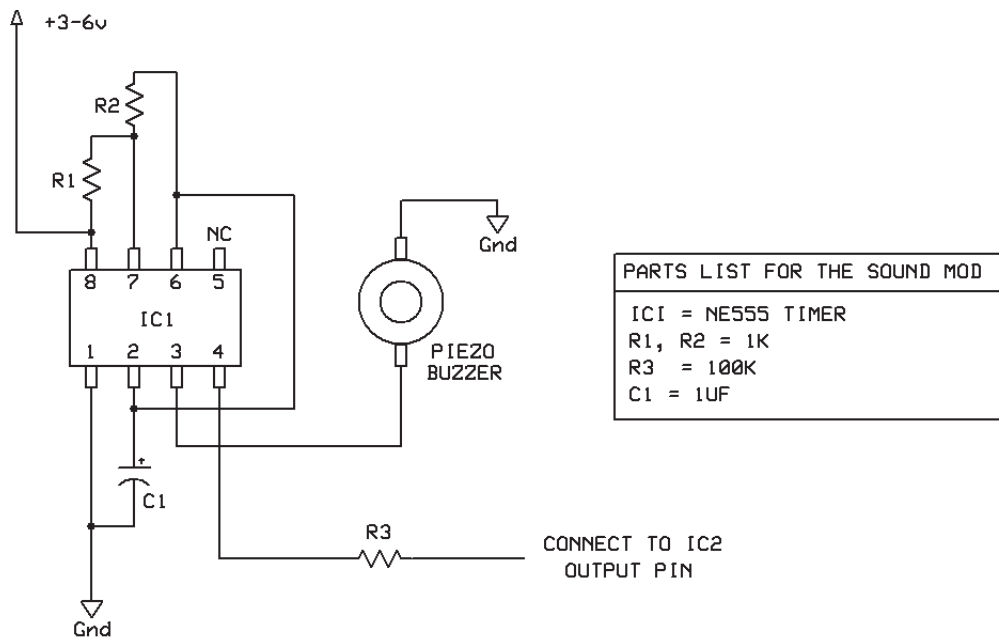 +3-6v
R2
R1
NC
8 7 6 5
IC1
1 2 3 4
Gnd
PIEZO
BUZZER
C1
+
Gnd
R3
CONNECT TO IC2
OUTPUT PIN
PARTS LIST FOR THE SOUND MOD
ICI = NE555 TIMER
R1, R2 = 1K
R3 = 100K
C1 = 1UF